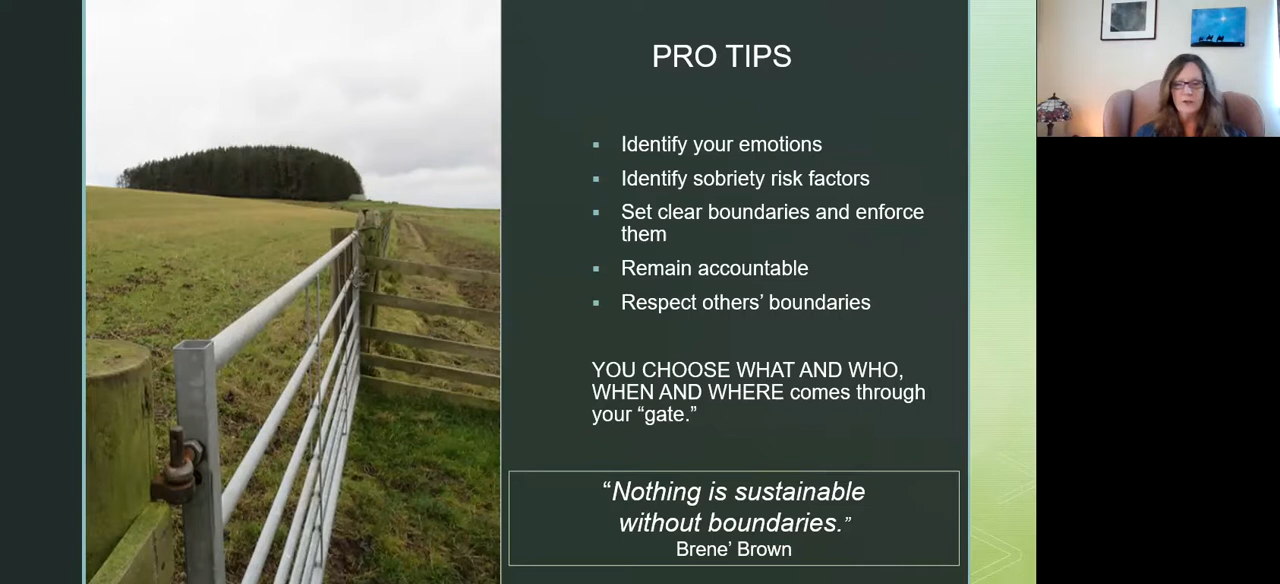 PRO TIPS
▪ Identify your emotions
▪ Identify sobriety risk factors
▪ Set clear boundaries and enforce
them
▪ Remain accountable
▪ Respect others’ boundaries
YOU CHOOSE WHAT AND WHO,
WHEN AND WHERE comes through
your “gate.”
“Nothing is sustainable
without boundaries.”
Brene’ Brown